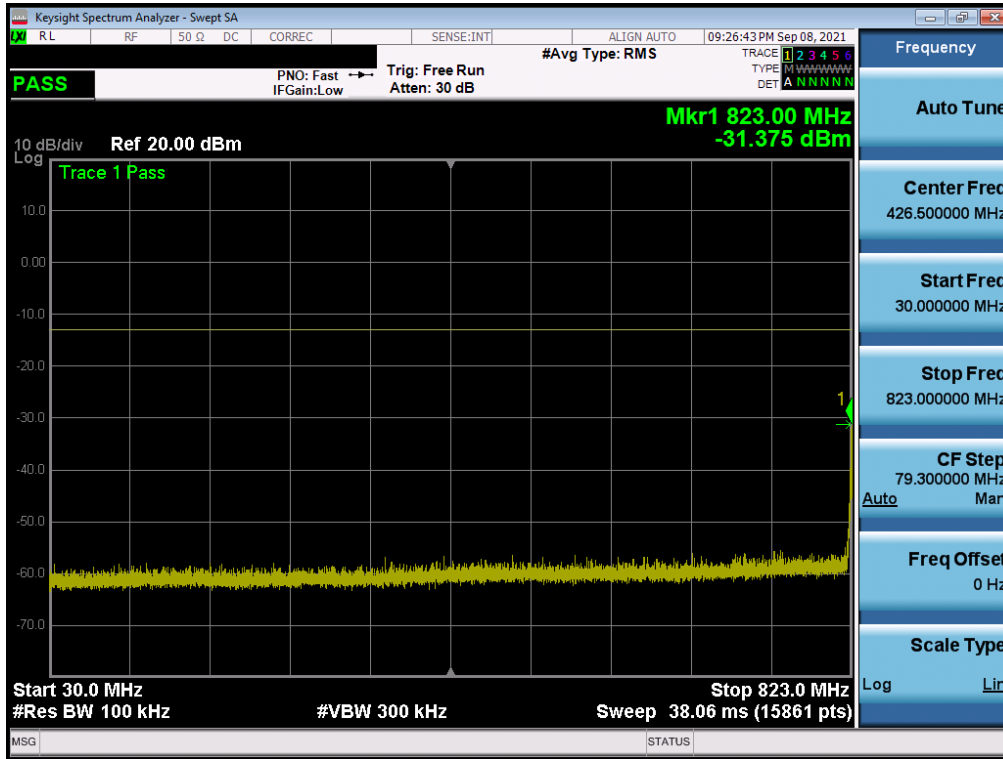 Keysight Spectrum Analyzer - Swept SA
LXI RL RF 50 Ω DC CORREC SENSE:INT ALIGN AUTO 09:26:43 PM Sep 08, 2021
Frequency
#Avg Type: RMS
TRACE 1 2 3 4 5 6
TYPE M WWWWW
DET A N N N N N
PNO: Fast
IFGain:Low
Trig: Free Run
Atten: 30 dB
PASS
Mkr1 823.00 MHz
-31.375 dBm
10 dB/div
Log
Ref 20.00 dBm
Trace 1 Pass
10.0
0.00
-10.0
-20.0
-30.0
-40.0
-50.0
-60.0
-70.0
1
Start 30.0 MHz
Stop 823.0 MHz
#Res BW 100 kHz
#VBW 300 kHz
Sweep 38.06 ms (15861 pts)
MSG
STATUS
Auto Tune
Center Freq
426.500000 MHz
Start Freq
30.000000 MHz
Stop Freq
823.000000 MHz
CF Step
79.300000 MHz
Auto Man
Freq Offset
0 Hz
Scale Type
Log Lin